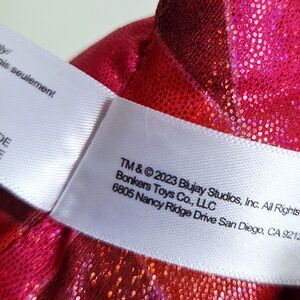 seulement
DE
TM & © 2023 Blujay Studios, Inc. All Rights
Bonkers Toys Co., LLC
6805 Nancy Ridge Drive San Diego, CA 9212